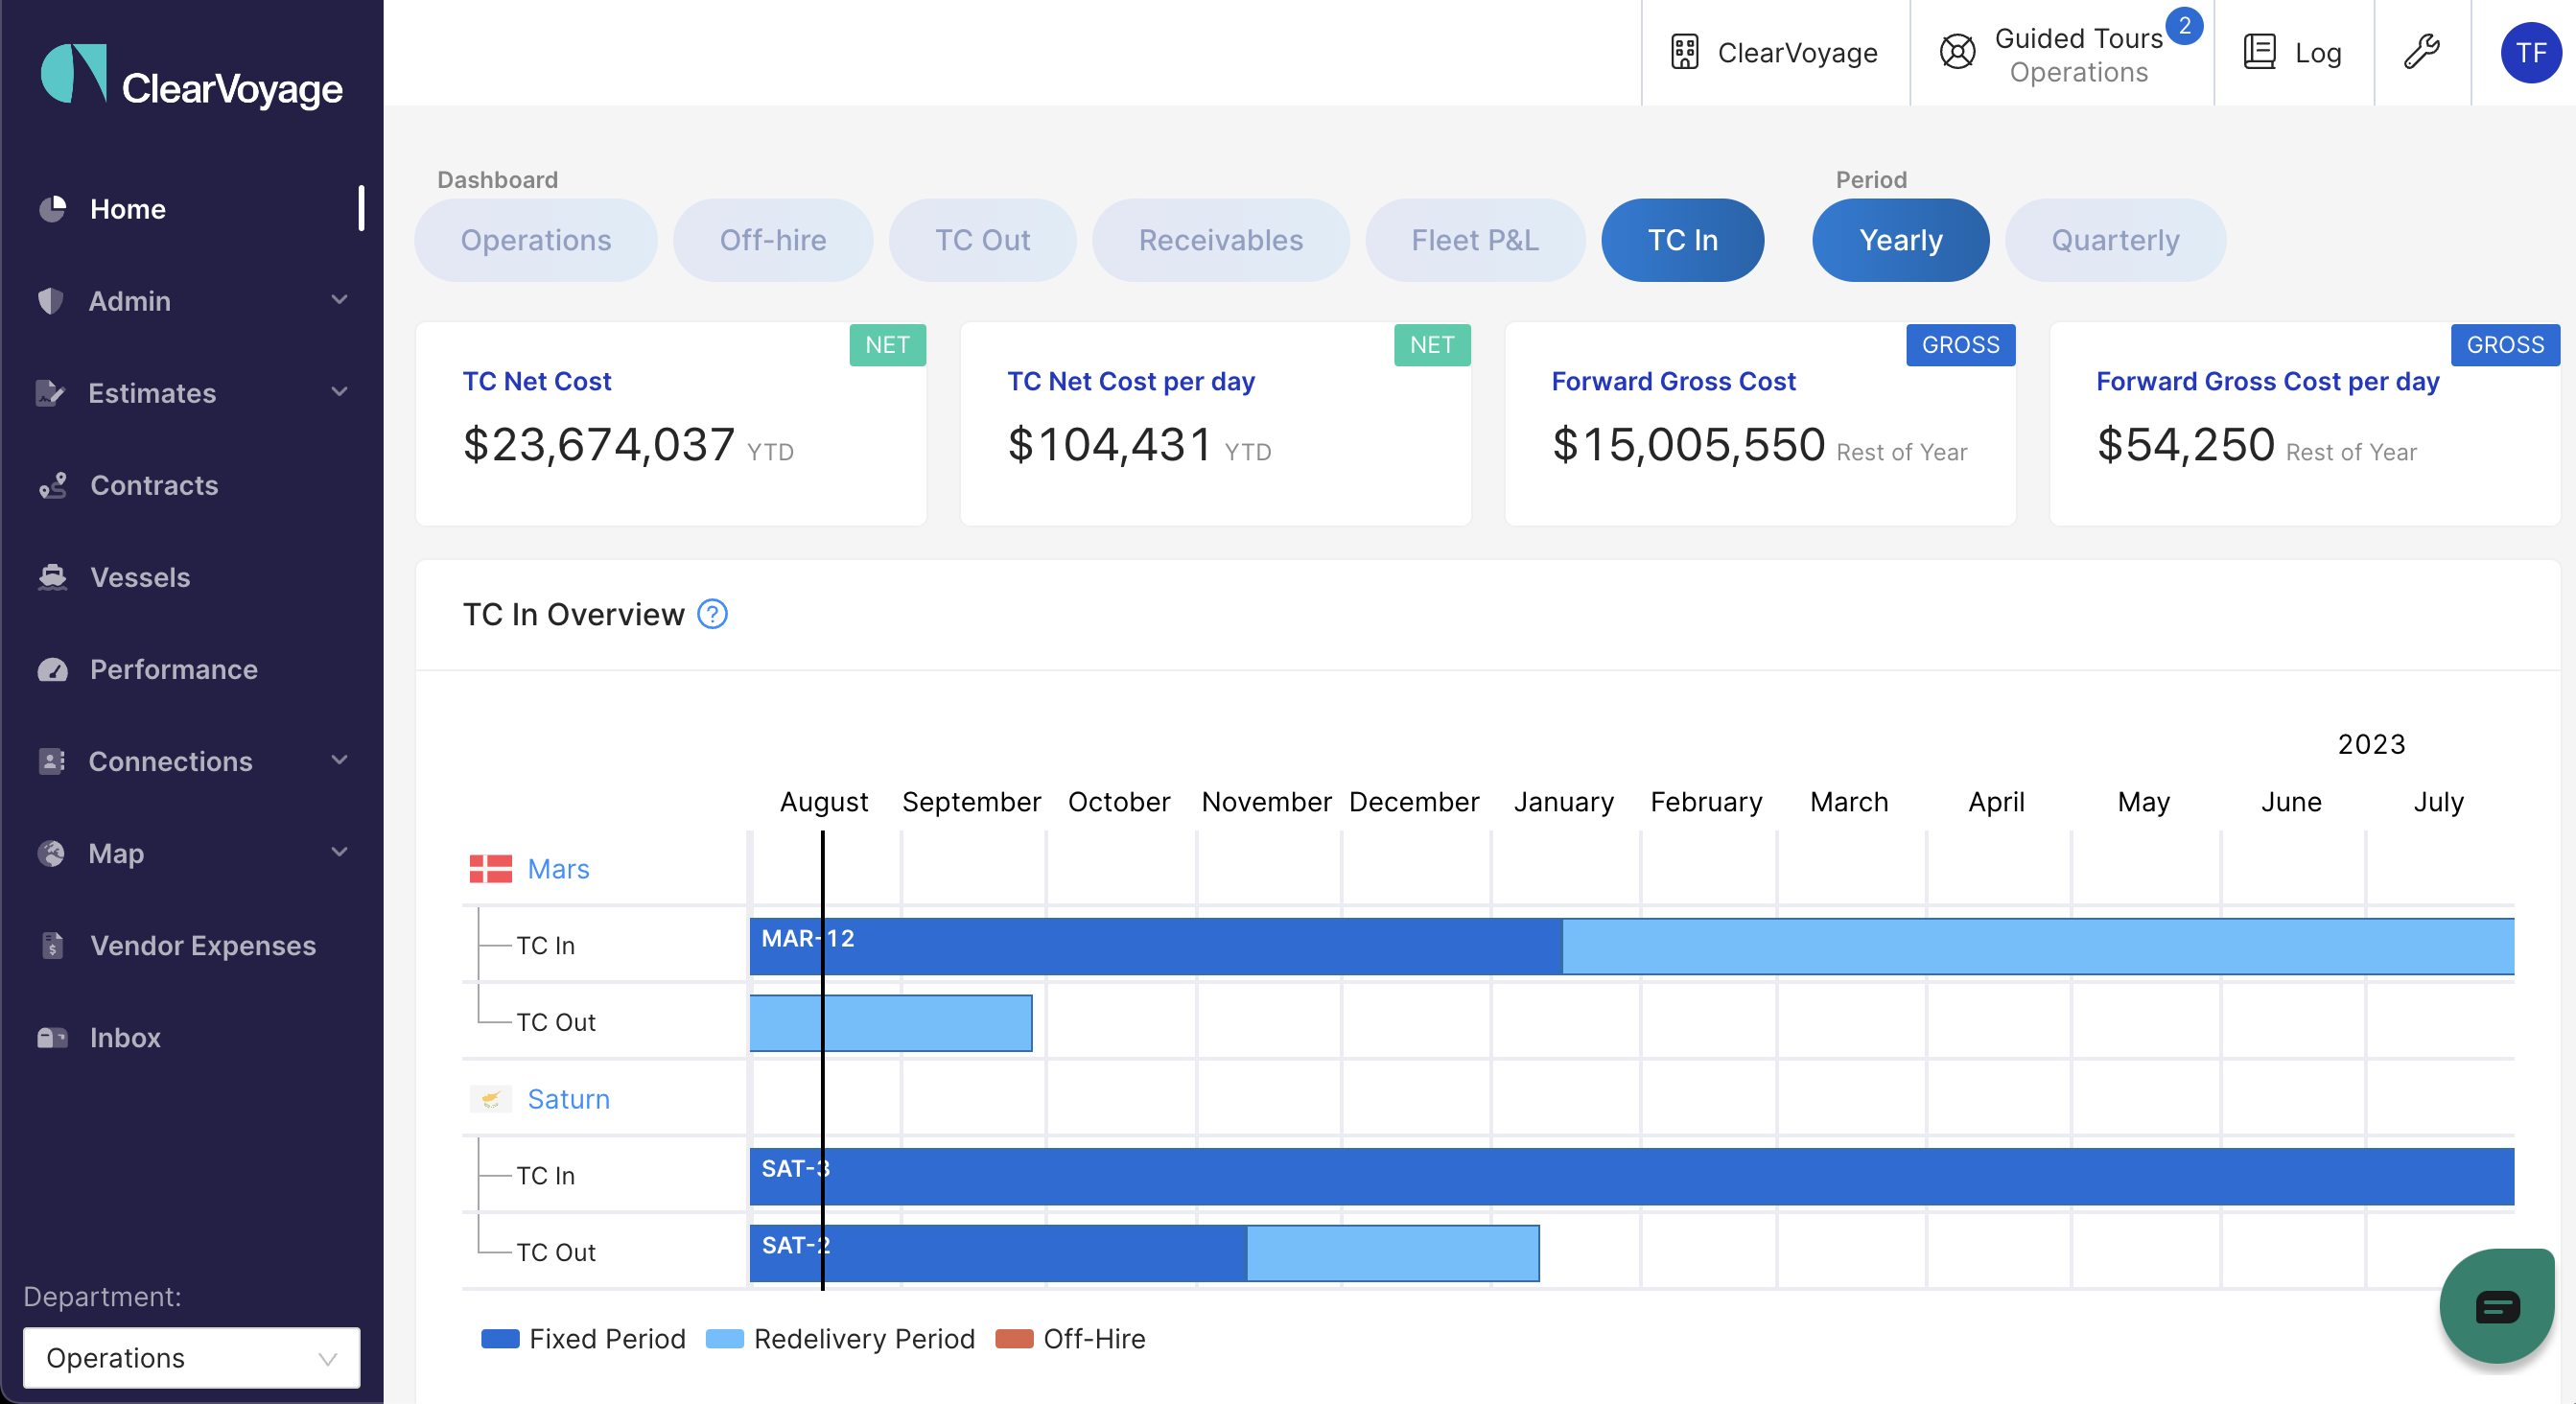 ClearVoyage
Home
Admin
Estimates
Contracts
Vessels
Performance
Connections
Map
Vendor Expenses
Inbox
Department:
Operations
ClearVoyage
Guided Tours 2
Operations
Log
TF
Dashboard
Operations Off-hire TC Out Receivables Fleet P&L TC In
Period
Yearly Quarterly
NET
TC Net Cost
$23,674,037 YTD
NET
TC Net Cost per day
$104,431 YTD
GROSS
Forward Gross Cost
$15,005,550 Rest of Year
GROSS
Forward Gross Cost per day
$54,250 Rest of Year
TC In Overview ?
2023
August September October November December January February March April May June July
Mars
TC In MAR-12
TC Out
Saturn
TC In SAT-3
TC Out SAT-2
Fixed Period Redelivery Period Off-Hire